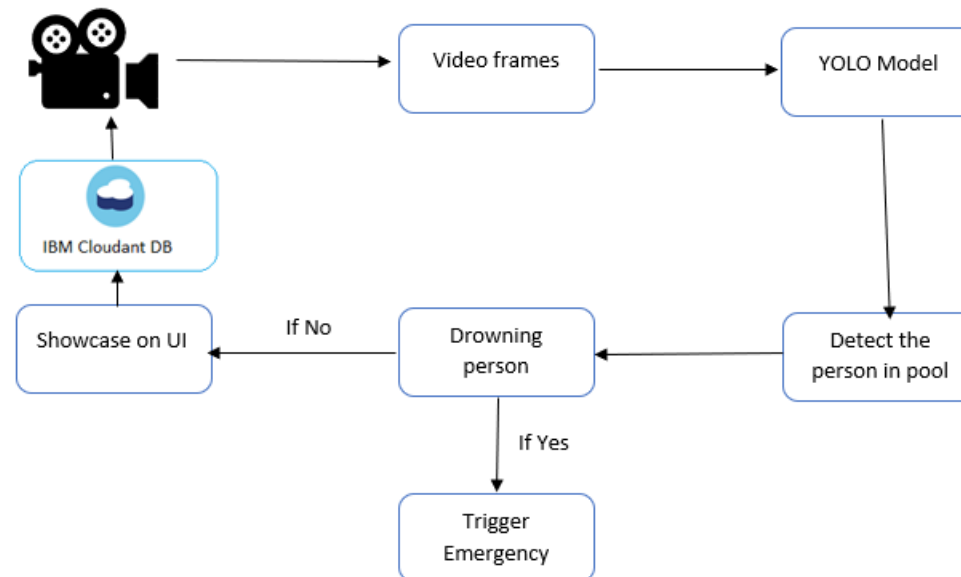 Video frames
YOLO Model
IBM Cloudant DB
Showcase on UI
If No
Drowning
person
Detect the
person in pool
If Yes
Trigger
Emergency